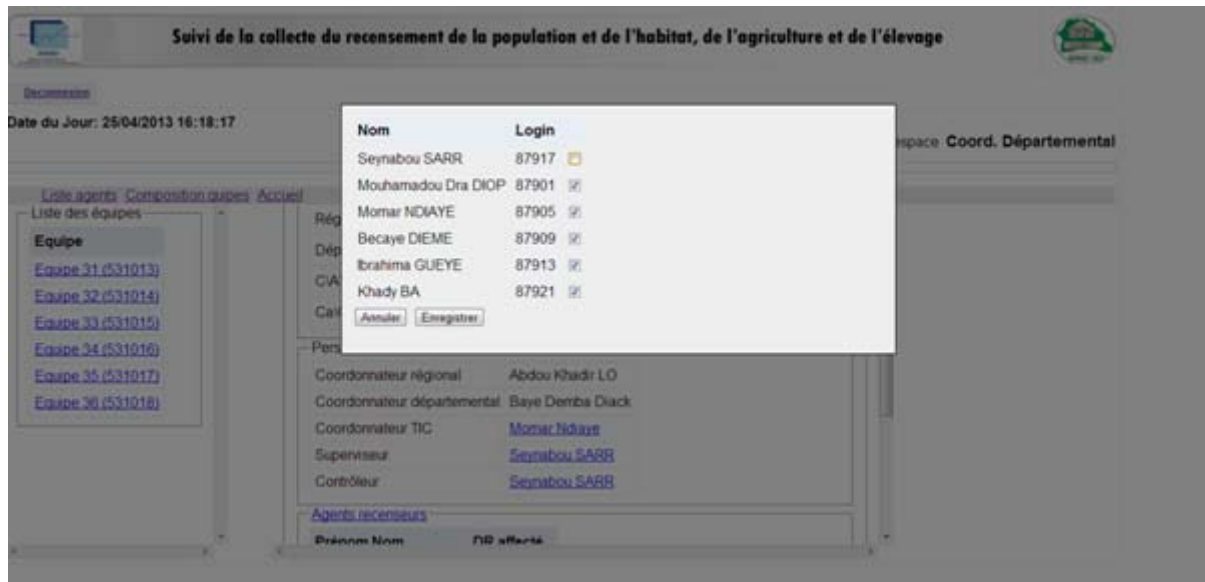 Suivi de la collecte du recensement de la population et de l'habitat, de l'agriculture et de l'élevage
Deconnexion
Date du Jour: 25/04/2013 16:18:17
Coord. Départemental
Liste agents Composition quipes Accueil
Liste des équipes
Equipe
Equipe 31 (531013)
Equipe 32 (531014)
Equipe 33 (531015)
Equipe 34 (531016)
Equipe 35 (531017)
Equipe 36 (531018)
Nom Login
Seynabou SARR 87917
Mouhamadou Dra DIOP 87901
Momar NDIAYE 87905
Becaye DIEME 87909
Ibrahima GUEYE 87913
Khady BA 87921
Annuler Enregistrer
Rég
Dép
Pers
Coordonnateur régional Abdou Khadir LO
Coordonnateur départemental Baye Demba Diack
Coordonnateur TIC Momar Ndiaye
Superviseur Seynabou SARR
Contrôleur Seynabou SARR
Agents recenseurs
Prénom Nom DR affecté